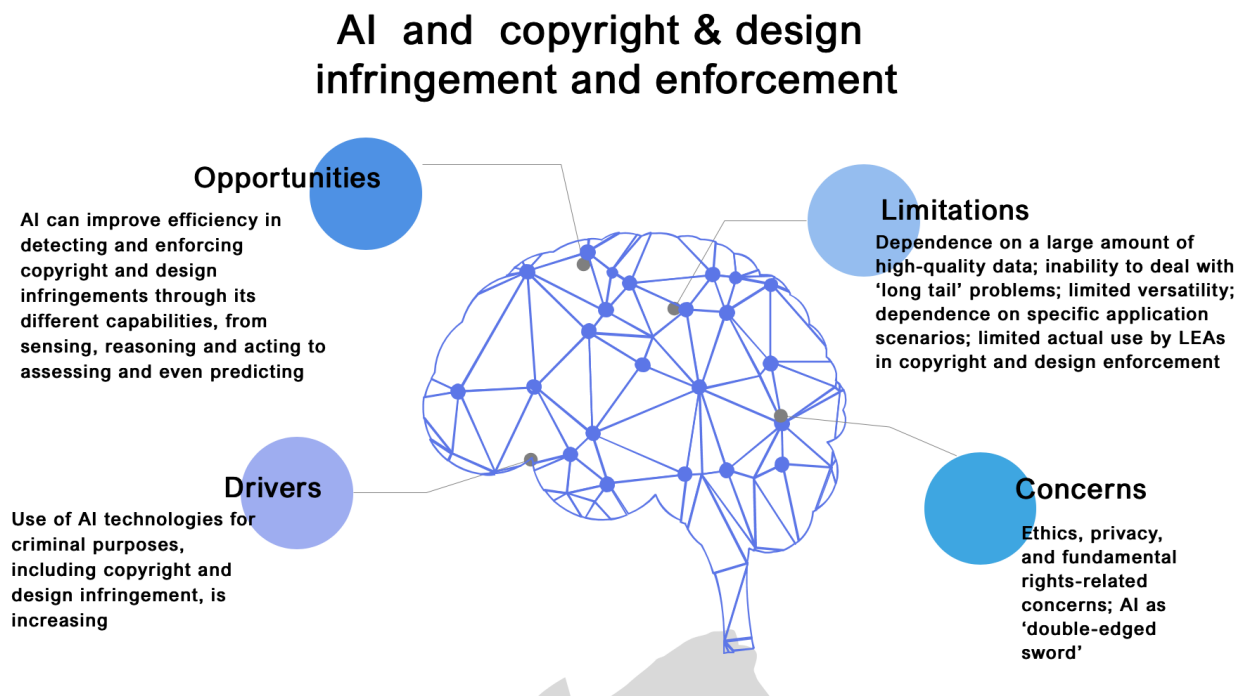 AI and copyright & design
infringement and enforcement
Opportunities
AI can improve efficiency in
detecting and enforcing
copyright and design
infringements through its
different capabilities, from
sensing, reasoning and acting to
assessing and even predicting
Limitations
Dependence on a large amount of
high-quality data; inability to deal with
‘long tail’ problems; limited versatility;
dependence on specific application
scenarios; limited actual use by LEAs
in copyright and design enforcement
Drivers
Use of AI technologies for
criminal purposes,
including copyright and
design infringement, is
increasing
Concerns
Ethics, privacy,
and fundamental
rights-related
concerns; AI as
‘double-edged
sword’